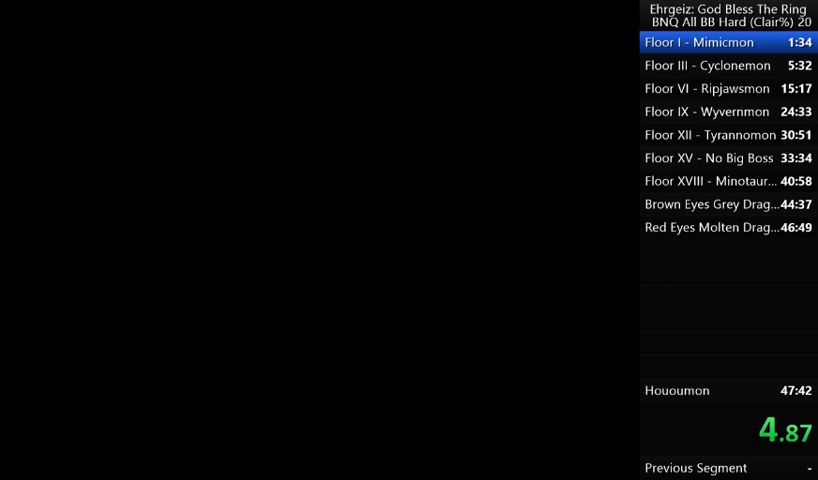 Ehrgeiz: God Bless The Ring
BNQ All BB Hard (Clair%) 20
Floor I - Mimicmon 1:34
Floor III - Cyclonemon 5:32
Floor VI - Ripjawsmon 15:17
Floor IX - Wyvernmon 24:33
Floor XII - Tyrannomon 30:51
Floor XV - No Big Boss 33:34
Floor XVIII - Minotaur... 40:58
Brown Eyes Grey Drag... 44:37
Red Eyes Molten Drag... 46:49
Hououmon 47:42
4.87
Previous Segment -